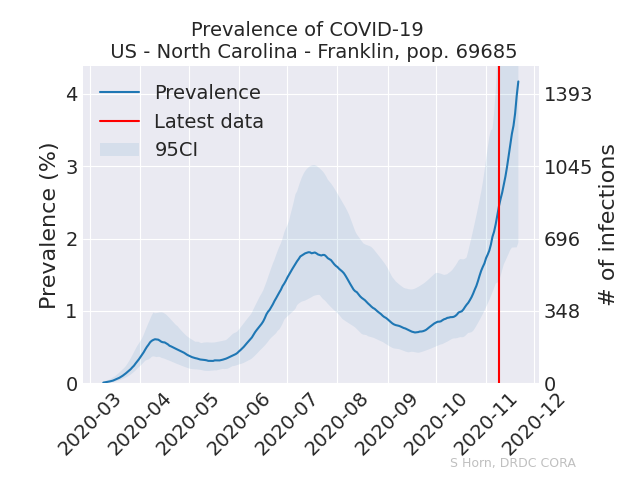 Prevalence of COVID-19
US - North Carolina - Franklin, pop. 69685
Prevalence
Latest data
95CI
Prevalence (%)
4
3
2
1
0
1393
1045
696
348
0
# of infections
2020-03
2020-04
2020-05
2020-06
2020-07
2020-08
2020-09
2020-10
2020-11
2020-12
S Horn, DRDC CORA